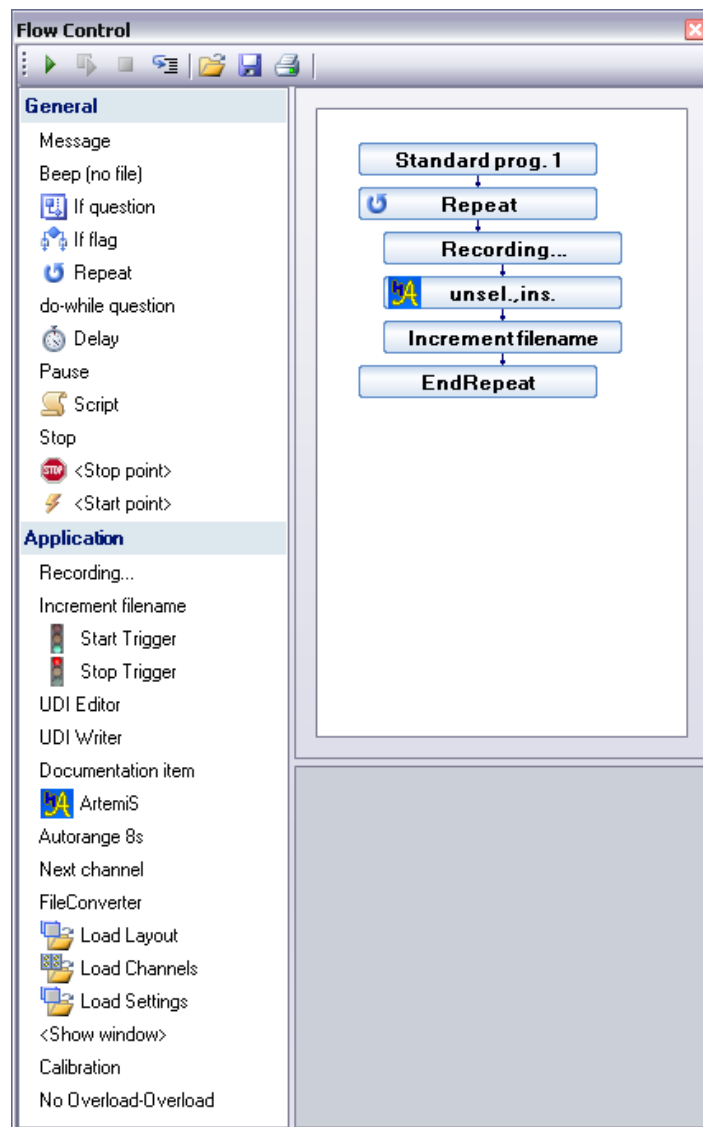 Flow Control
General
Message
Beep (no file)
If question
If flag
Repeat
do-while question
Delay
Pause
Script
Stop
STOP <Stop point>
<Start point>
Application
Recording...
Increment filename
Start Trigger
Stop Trigger
UDI Editor
UDI Writer
Documentation item
ArtemiS
Autorange 8s
Next channel
FileConverter
Load Layout
Load Channels
Load Settings
<Show window>
Calibration
No Overload-Overload
Standard prog. 1
Repeat
Recording...
unsel.,ins.
Increment filename
EndRepeat